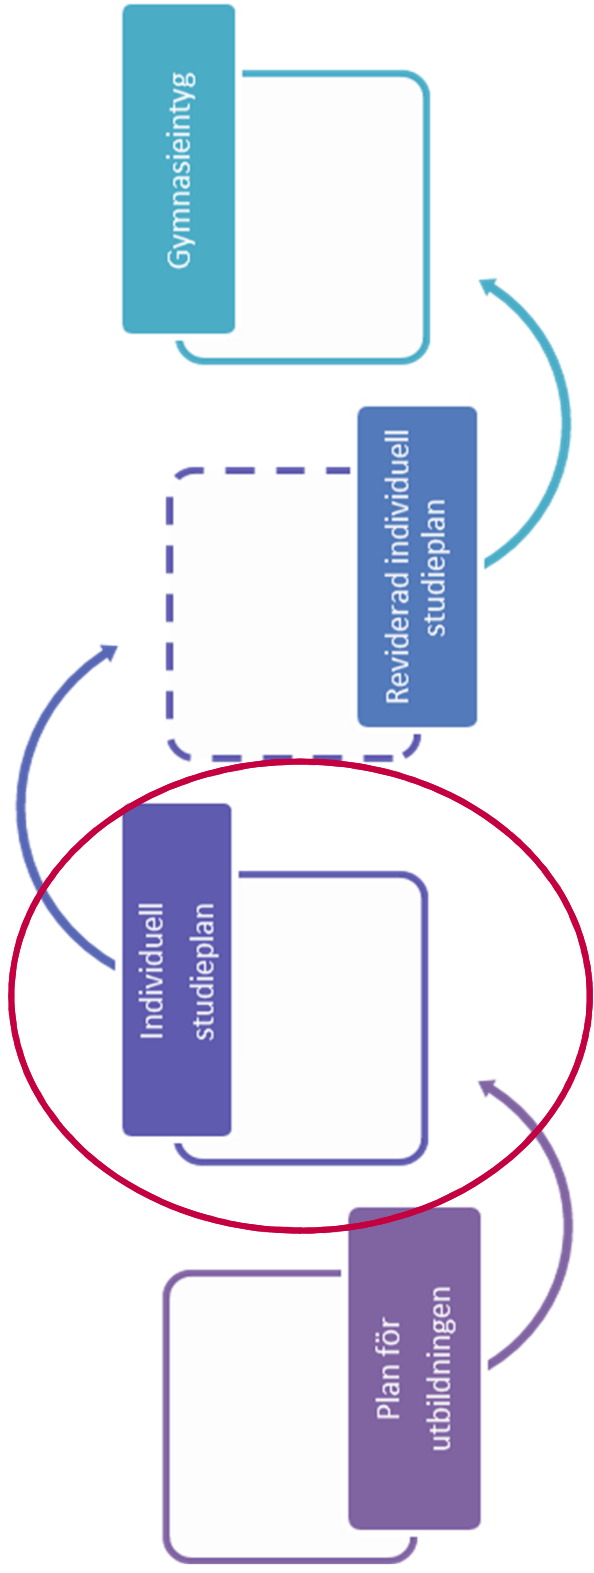 Plan för
utbildningen
Individuell
studieplan
Reviderad individuell
studieplan
Gymnasieintyg